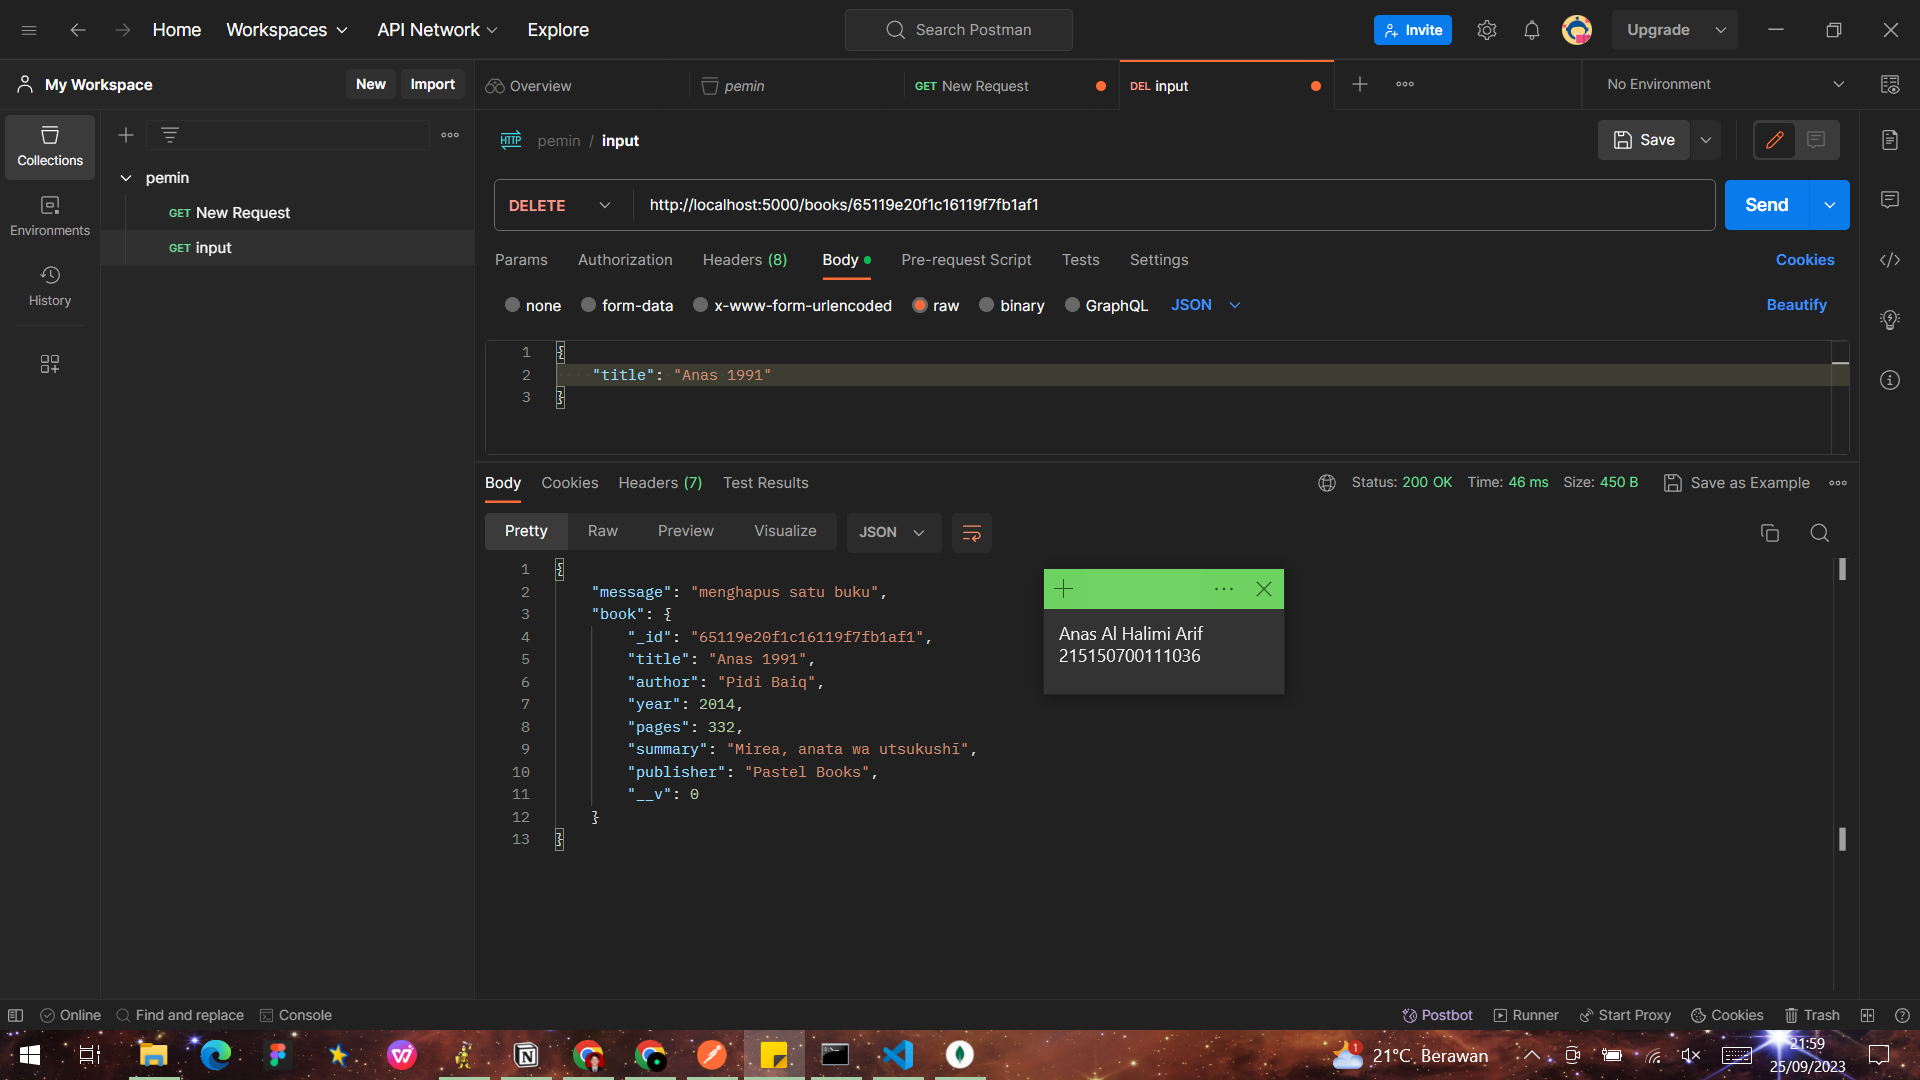 Home
Workspaces
API Network
Explore
Search Postman
Invite
Upgrade
My Workspace
New
Import
Overview
pemin
GET New Request
DEL input
No Environment
Collections
Environments
History
pemin
GET New Request
GET input
HTTP pemin / input
Save
DELETE
http://localhost:5000/books/65119e20f1c16119f7fb1af1
Send
Params
Authorization
Headers (8)
Body
Pre-request Script
Tests
Settings
Cookies
none
form-data
x-www-form-urlencoded
raw
binary
GraphQL
JSON
Beautify
1 {
2 "title": "Anas 1991"
3 }
Body
Cookies
Headers (7)
Test Results
Status: 200 OK
Time: 46 ms
Size: 450 B
Save as Example
Pretty
Raw
Preview
Visualize
JSON
1 {
2 "message": "menghapus satu buku",
3 "book": {
4 "_id": "65119e20f1c16119f7fb1af1",
5 "title": "Anas 1991",
6 "author": "Pidi Baiq",
7 "year": 2014,
8 "pages": 332,
9 "summary": "Mirea, anata wa utsukushī",
10 "publisher": "Pastel Books",
11 "__v": 0
12 }
13 }
Anas Al Halimi Arif
215150700111036
Online
Find and replace
Console
Postbot
Runner
Start Proxy
Cookies
Trash
1
21°C Berawan
21:59
25/09/2023